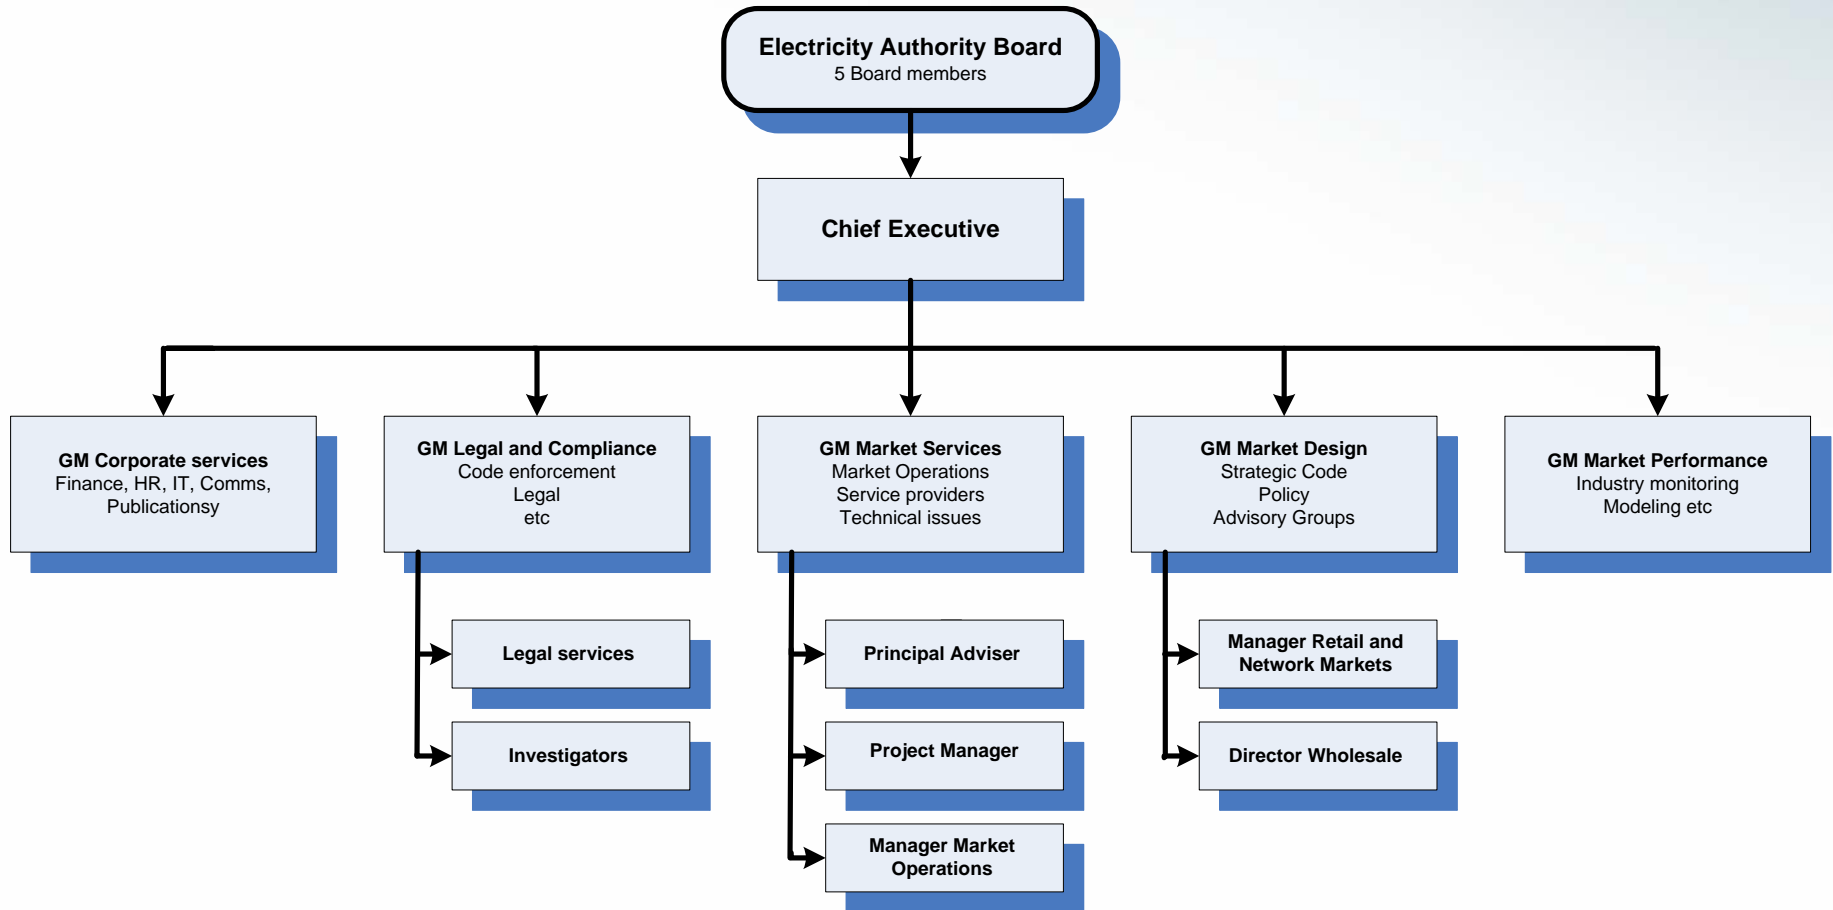 Electricity Authority Board
5 Board members
Chief Executive
GM Corporate services
Finance, HR, IT, Comms,
Publicationsy
GM Legal and Compliance
Code enforcement
Legal
etc
GM Market Services
Market Operations
Service providers
Technical issues
GM Market Design
Strategic Code
Policy
Advisory Groups
GM Market Performance
Industry monitoring
Modeling etc
Legal services
Investigators
Principal Adviser
Project Manager
Manager Market
Operations
Manager Retail and
Network Markets
Director Wholesale